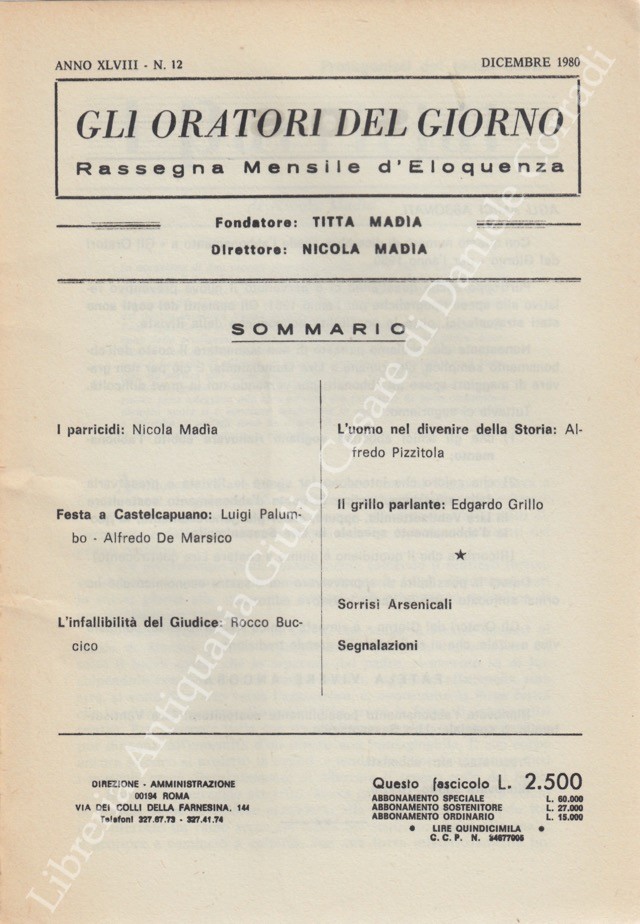 ANNO XLVIII - N. 12
DICEMBRE 1980
GLI ORATORI DEL GIORNO
Rassegna Mensile d'Eloquenza
Fondatore: TITTA MADIA
Direttore: NICOLA MADIA
SOMMARIO
I parricidi: Nicola Madìa
Festa a Castelcapuano: Luigi Palum-
bo - Alfredo De Marsico
L'infallibilità del Giudice: Rocco Buc-
cico
L'uomo nel divenire della Storia: Al-
fredo Pizzìtola
Il grillo parlante: Edgardo Grillo
★
Sorrisi Arsenicali
Segnalazioni
DIREZIONE - AMMINISTRAZIONE
00194 ROMA
VIA DEI COLLI DELLA FARNESINA, 144
Telefoni 327.67.73 - 327.41.74
Questo fascicolo L. 2.500
ABBONAMENTO SPECIALE L. 60.000
ABBONAMENTO SOSTENITORE L. 27.000
ABBONAMENTO ORDINARIO L. 15.000
• LIRE QUINDICIMILA •
C. C. P. N. 34677005
Libreria Antiquaria Giulio Cesare di Daniele Corradi